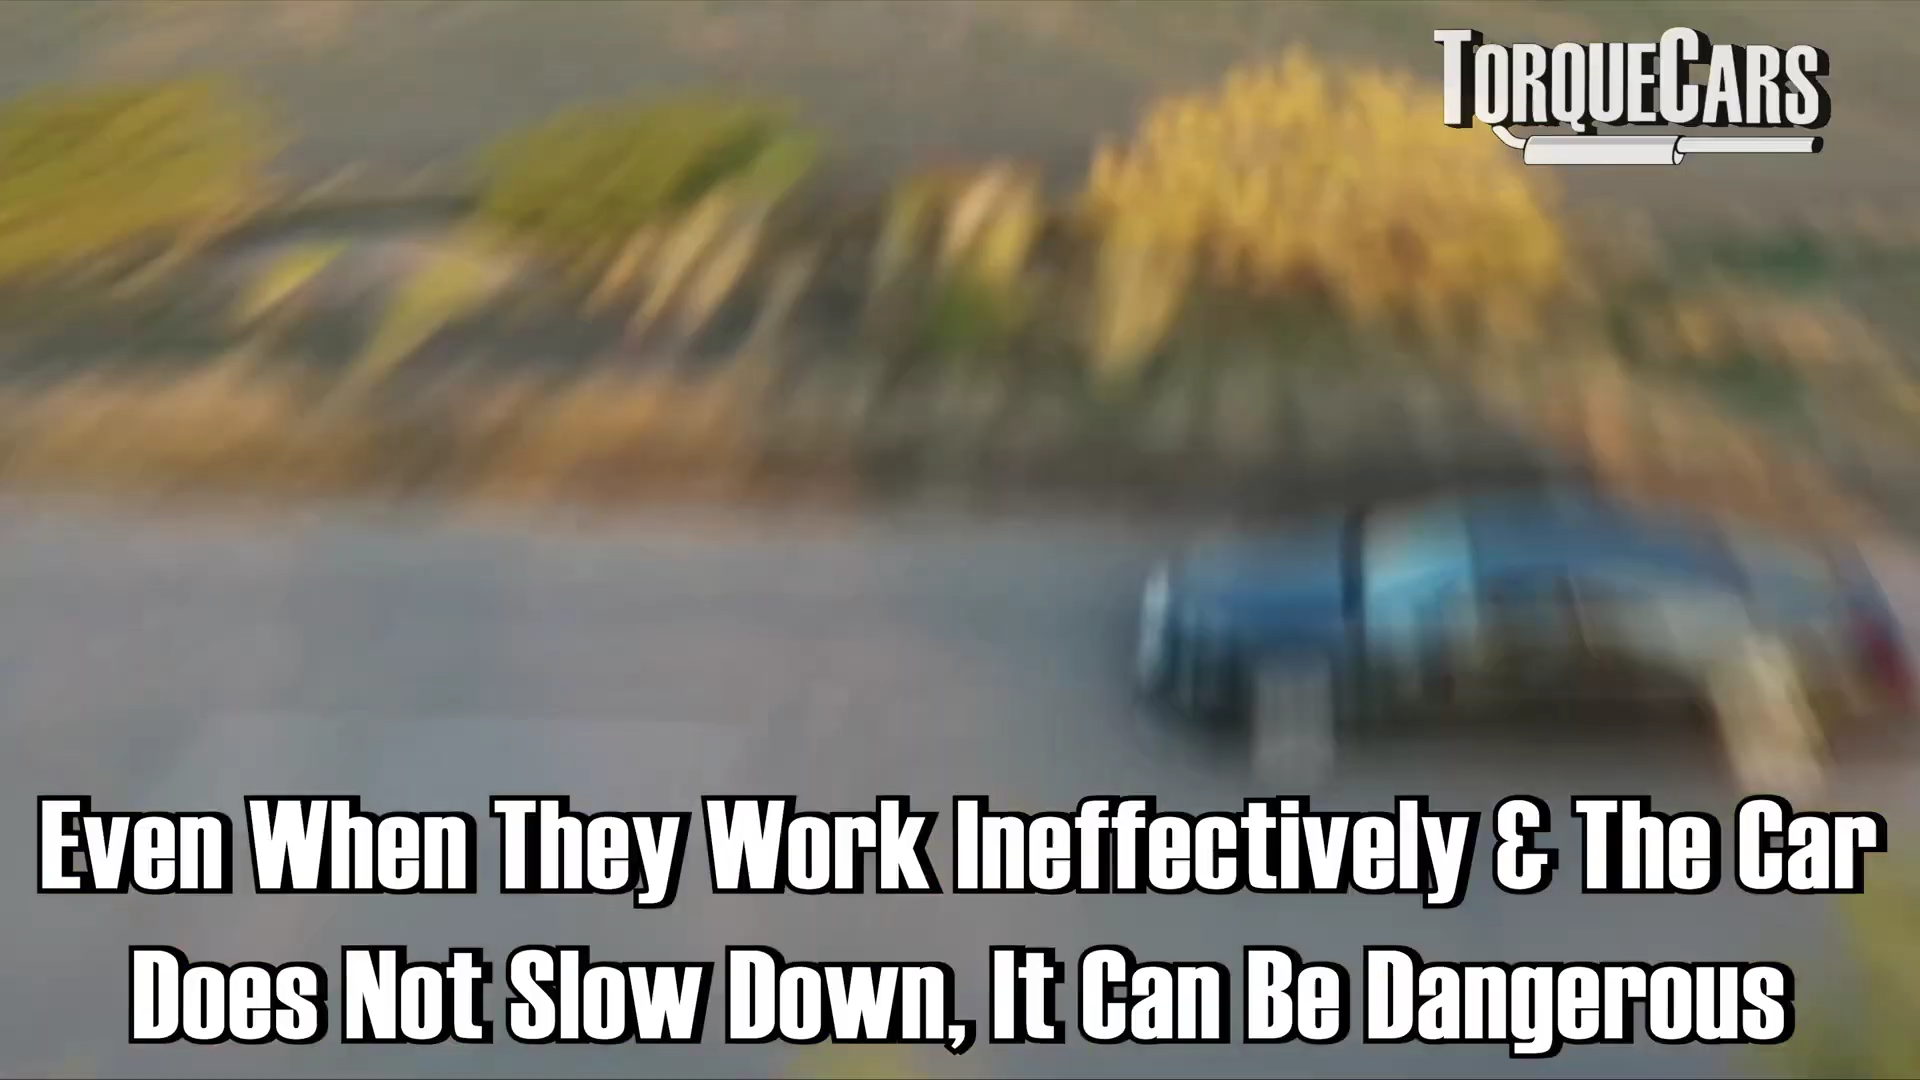 TORQUECARS
Even When They Work Ineffectively & The Car
Does Not Slow Down, It Can Be Dangerous